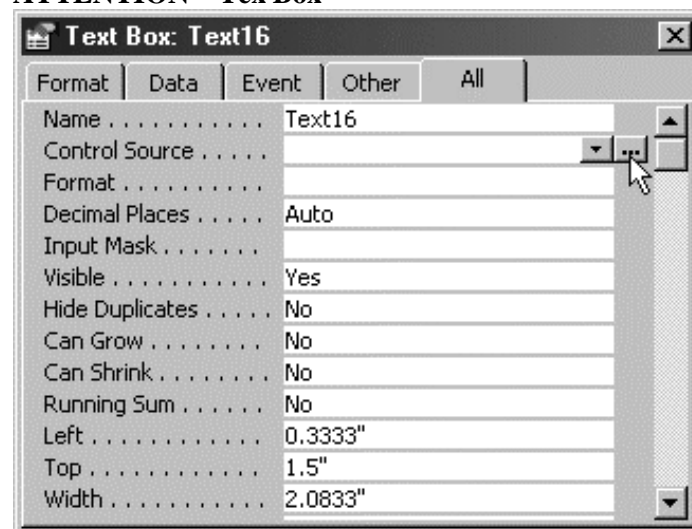 Text Box: Text16
Format Data Event Other All
Name . . . . . . . . . . . Text16
Control Source . . . . .
Format . . . . . . . . . .
Decimal Places . . . . . Auto
Input Mask . . . . . . .
Visible . . . . . . . . . . . Yes
Hide Duplicates . . . . . No
Can Grow . . . . . . . . No
Can Shrink . . . . . . . . No
Running Sum . . . . . . No
Left . . . . . . . . . . . . . 0.3333"
Top . . . . . . . . . . . . . 1.5"
Width . . . . . . . . . . . 2.0833"